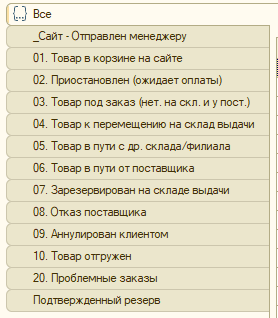 Все
_Сайт - Отправлен менеджеру
01. Товар в корзине на сайте
02. Приостановлен (ожидает оплаты)
03. Товар под заказ (нет. на скл. и у пост.)
04. Товар к перемещению на склад выдачи
05. Товар в пути с др. склада/филиала
06. Товар в пути от поставщика
07. Зарезервирован на складе выдачи
08. Отказ поставщика
09. Аннулирован клиентом
10. Товар отгружен
20. Проблемные заказы
Подтвержденный резерв